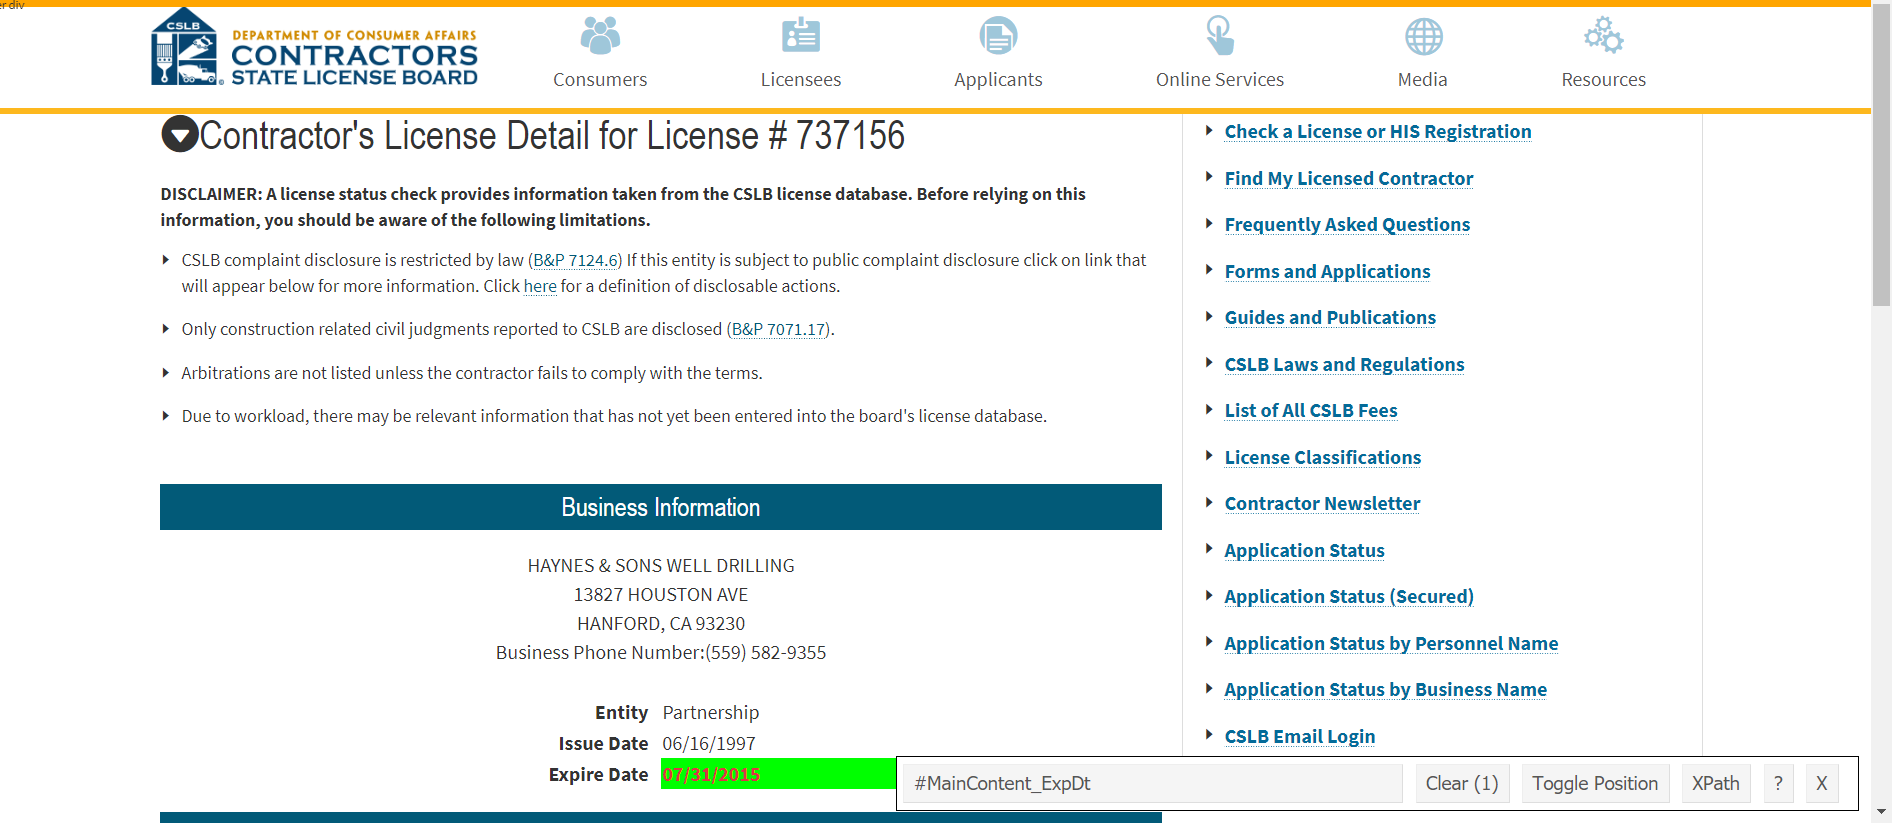 er div
CSLB
DEPARTMENT OF CONSUMER AFFAIRS
CONTRACTORS
STATE LICENSE BOARD
Consumers
Licensees
Applicants
Online Services
Media
Resources
Contractor's License Detail for License # 737156
DISCLAIMER: A license status check provides information taken from the CSLB license database. Before relying on this
information, you should be aware of the following limitations.
CSLB complaint disclosure is restricted by law (B&P 7124.6) If this entity is subject to public complaint disclosure click on link that
will appear below for more information. Click here for a definition of disclosable actions.
Only construction related civil judgments reported to CSLB are disclosed (B&P 7071.17).
Arbitrations are not listed unless the contractor fails to comply with the terms.
Due to workload, there may be relevant information that has not yet been entered into the board's license database.
Business Information
HAYNES & SONS WELL DRILLING
13827 HOUSTON AVE
HANFORD, CA 93230
Business Phone Number:(559) 582-9355
Entity Partnership
Issue Date 06/16/1997
Expire Date 07/31/2015
Check a License or HIS Registration
Find My Licensed Contractor
Frequently Asked Questions
Forms and Applications
Guides and Publications
CSLB Laws and Regulations
List of All CSLB Fees
License Classifications
Contractor Newsletter
Application Status
Application Status (Secured)
Application Status by Personnel Name
Application Status by Business Name
CSLB Email Login
#MainContent_ExpDt
Clear (1)
Toggle Position
XPath
?
X